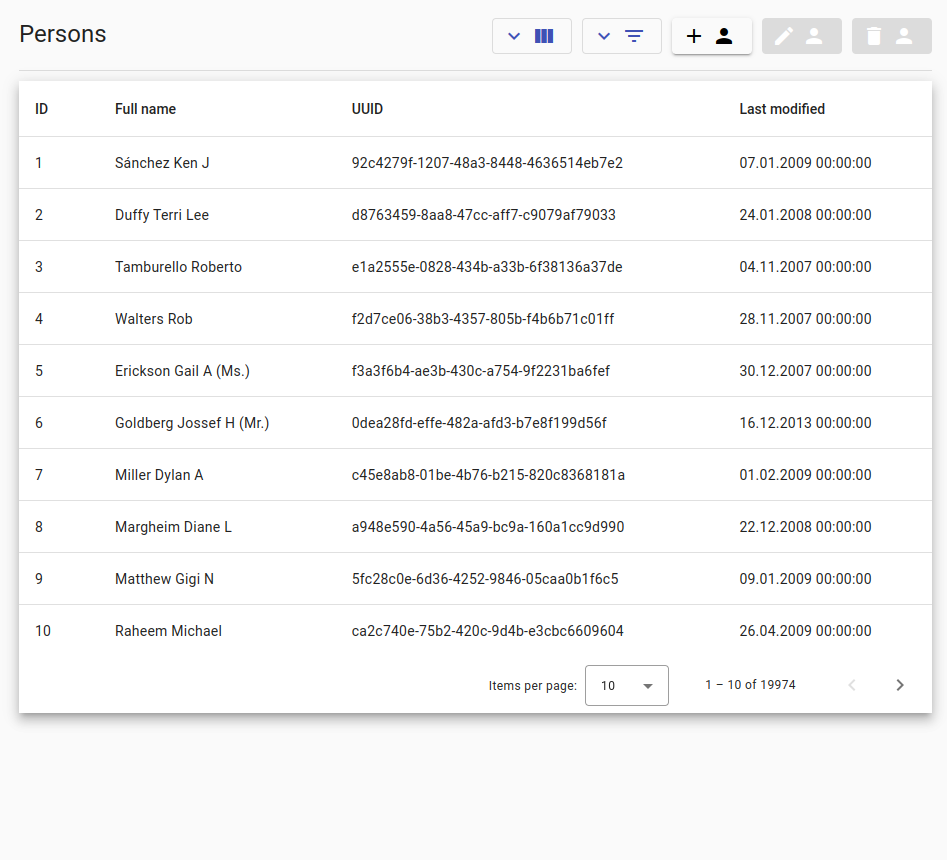 Persons
ID Full name UUID Last modified
1 Sánchez Ken J 92c4279f-1207-48a3-8448-4636514eb7e2 07.01.2009 00:00:00
2 Duffy Terri Lee d8763459-8aa8-47cc-aff7-c9079af79033 24.01.2008 00:00:00
3 Tamburello Roberto e1a2555e-0828-434b-a33b-6f38136a37de 04.11.2007 00:00:00
4 Walters Rob f2d7ce06-38b3-4357-805b-f4b6b71c01ff 28.11.2007 00:00:00
5 Erickson Gail A (Ms.) f3a3f6b4-ae3b-430c-a754-9f2231ba6fef 30.12.2007 00:00:00
6 Goldberg Jossef H (Mr.) 0dea28fd-effe-482a-afd3-b7e8f199d56f 16.12.2013 00:00:00
7 Miller Dylan A c45e8ab8-01be-4b76-b215-820c8368181a 01.02.2009 00:00:00
8 Margheim Diane L a948e590-4a56-45a9-bc9a-160a1cc9d990 22.12.2008 00:00:00
9 Matthew Gigi N 5fc28c0e-6d36-4252-9846-05caa0b1f6c5 09.01.2009 00:00:00
10 Raheem Michael ca2c740e-75b2-420c-9d4b-e3cbc6609604 26.04.2009 00:00:00
Items per page: 10 1 – 10 of 19974